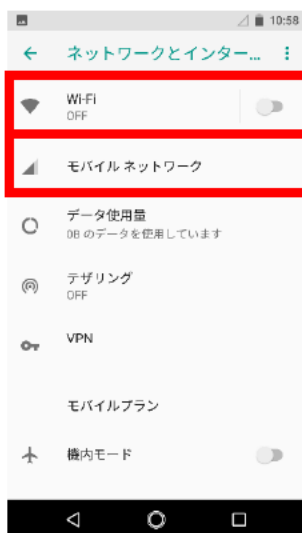 10:58
ネットワークとインター…
Wi-Fi
OFF
モバイル ネットワーク
データ使用量
0B のデータを使用しています
テザリング
OFF
VPN
モバイルプラン
機内モード